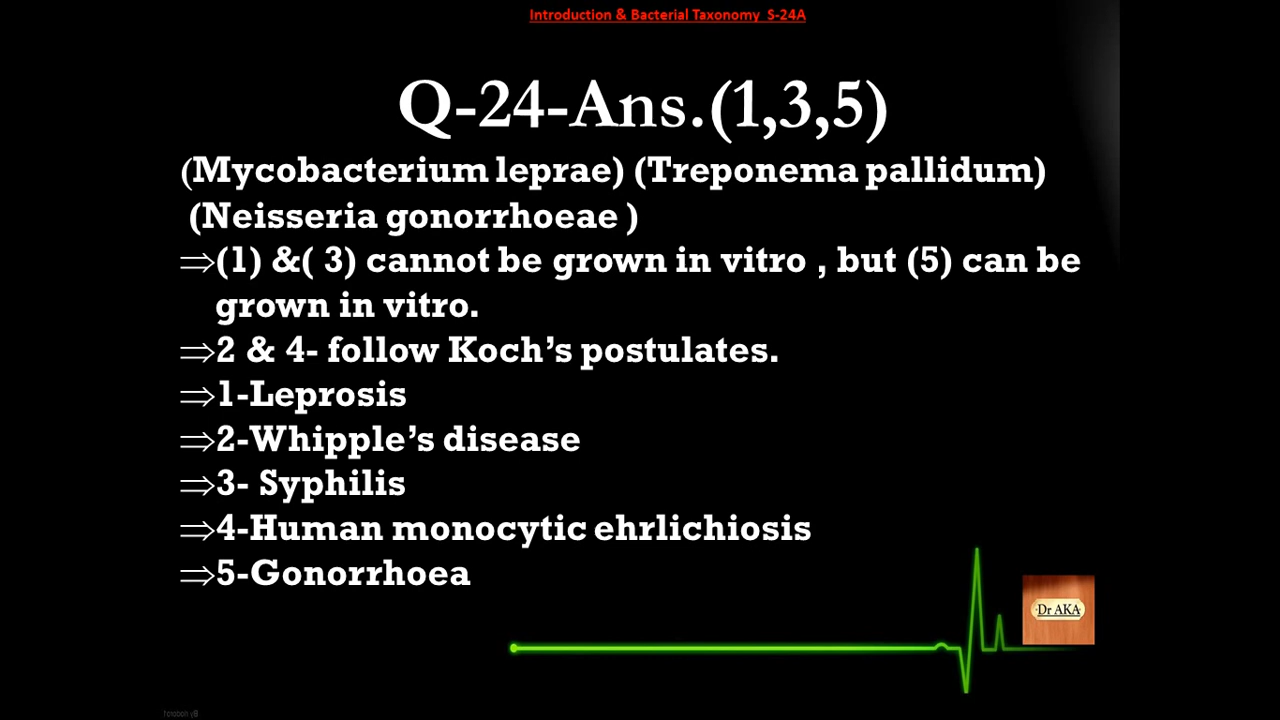 Introduction & Bacterial Taxonomy S-24A
Q-24-Ans.(1,3,5)
(Mycobacterium leprae) (Treponema pallidum)
(Neisseria gonorrhoeae )
⇒(1) &( 3) cannot be grown in vitro , but (5) can be
grown in vitro.
⇒2 & 4- follow Koch’s postulates.
⇒1-Leprosis
⇒2-Whipple’s disease
⇒3- Syphilis
⇒4-Human monocytic ehrlichiosis
⇒5-Gonorrhoea
Dr AKA